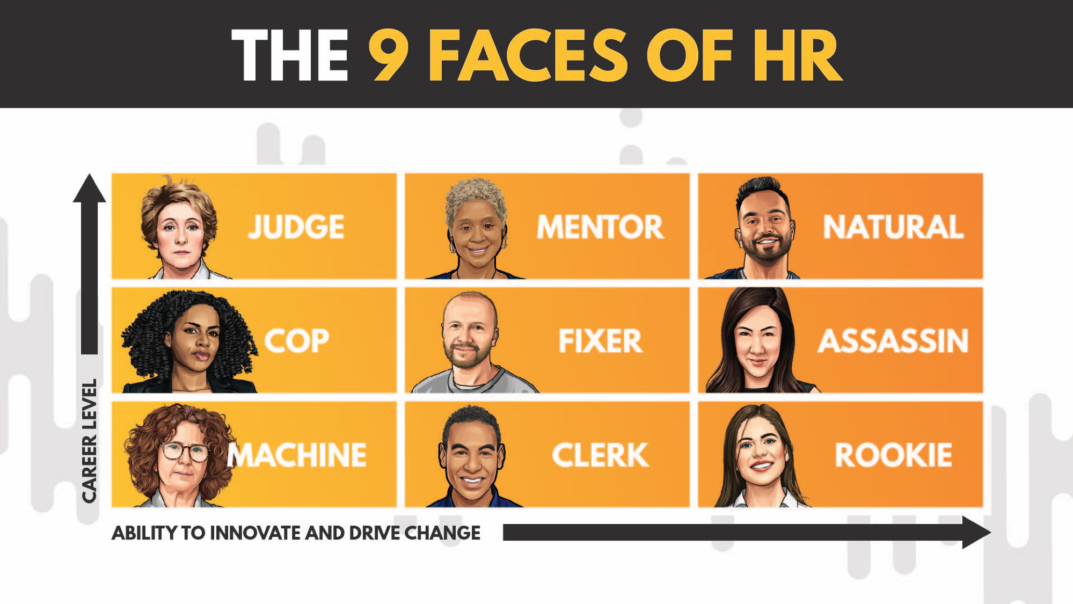 THE 9 FACES OF HR
JUDGE
MENTOR
NATURAL
COP
FIXER
ASSASSIN
MACHINE
CLERK
ROOKIE
CAREER LEVEL
ABILITY TO INNOVATE AND DRIVE CHANGE